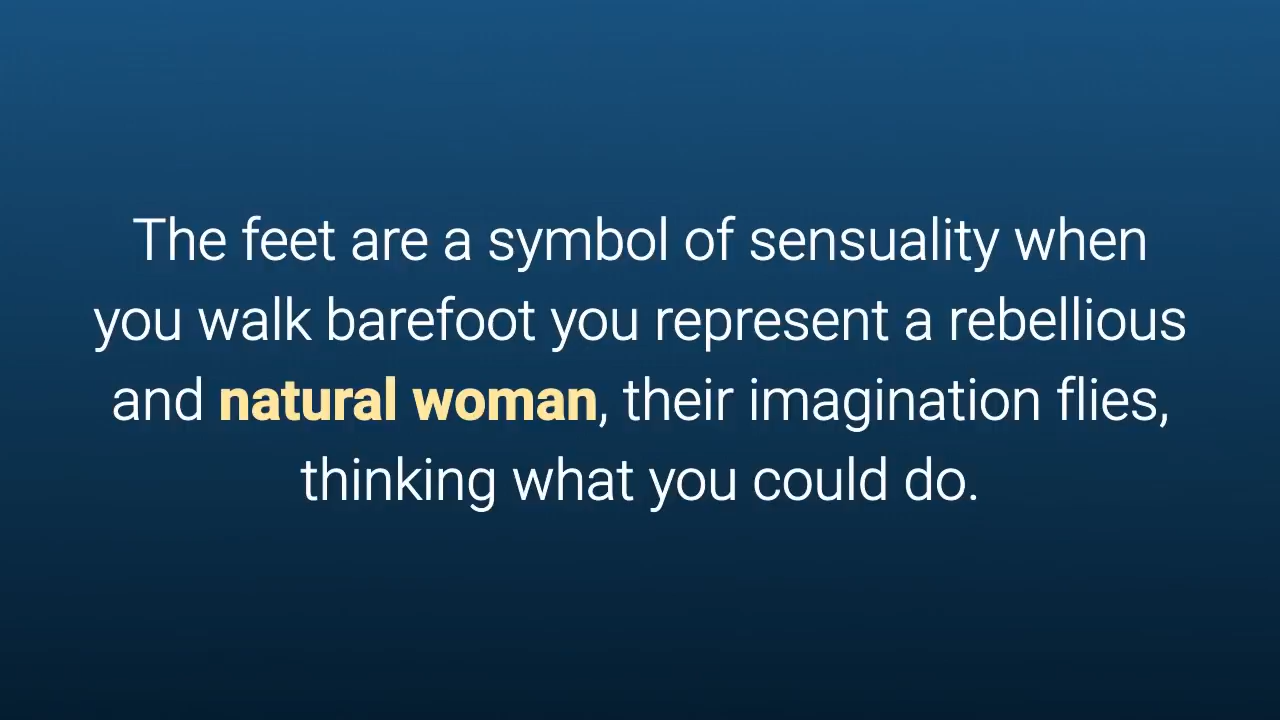 The feet are a symbol of sensuality when
you walk barefoot you represent a rebellious
and natural woman, their imagination flies,
thinking what you could do.